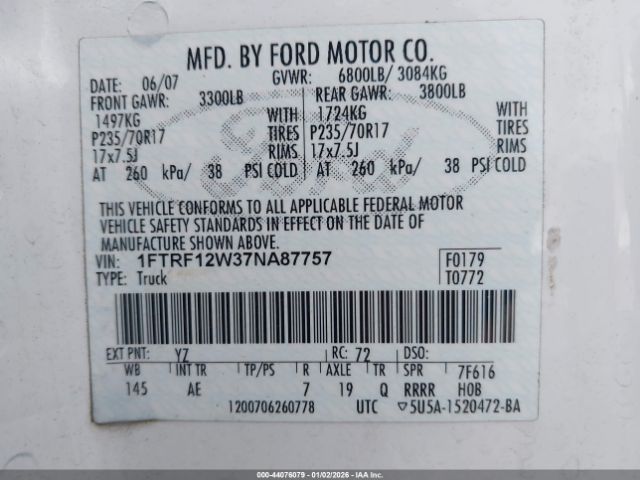 MFD. BY FORD MOTOR CO.
DATE: 06/07 GVWR: 6800LB/ 3084KG
FRONT GAWR: 3300LB REAR GAWR: 3800LB
1497KG WITH 1724KG WITH
P235/70R17 TIRES P235/70R17 TIRES
17x7.5J RIMS 17x7.5J RIMS
AT 260 kPa/ 38 PSI COLD AT 260 kPa/ 38 PSI COLD
Ford
THIS VEHICLE CONFORMS TO ALL APPLICABLE FEDERAL MOTOR
VEHICLE SAFETY STANDARDS IN EFFECT ON THE DATE OF
MANUFACTURE SHOWN ABOVE.
VIN: 1FTRF12W37NA87757 F0179
TYPE: Truck T0772
EXT PNT: YZ RC: 72 DSO:
WB INT TR TP/PS R AXLE TR SPR 7F616
145 AE 7 19 Q RRRR HOB
1200706260778 UTC ▽5U5A-1520472-BA
000-44076079 - 01/02/2026 - IAA Inc.